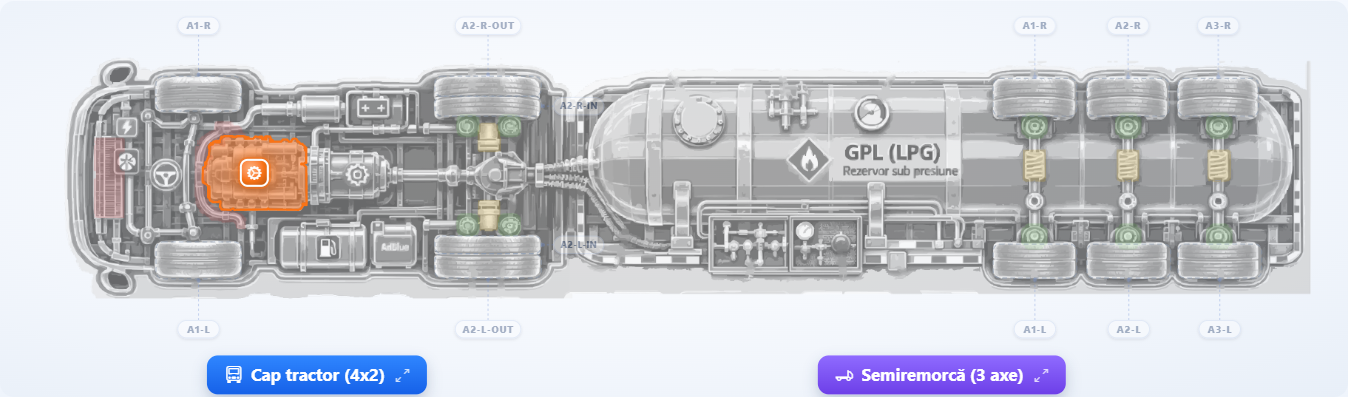 A1-R
A2-R-OUT
A1-R
A2-R
A3-R
A2-R-IN
GPL (LPG)
Rezervor sub presiune
AdBlue
A2-L-IN
A1-L
A2-L-OUT
A1-L
A2-L
A3-L
Cap tractor (4x2)
Semiremorcă (3 axe)